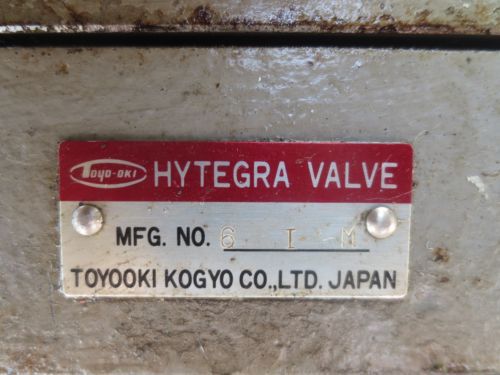 TOYO-OKI HYTEGRA VALVE
MFG. NO. 6 I M
TOYOOKI KOGYO CO.,LTD. JAPAN